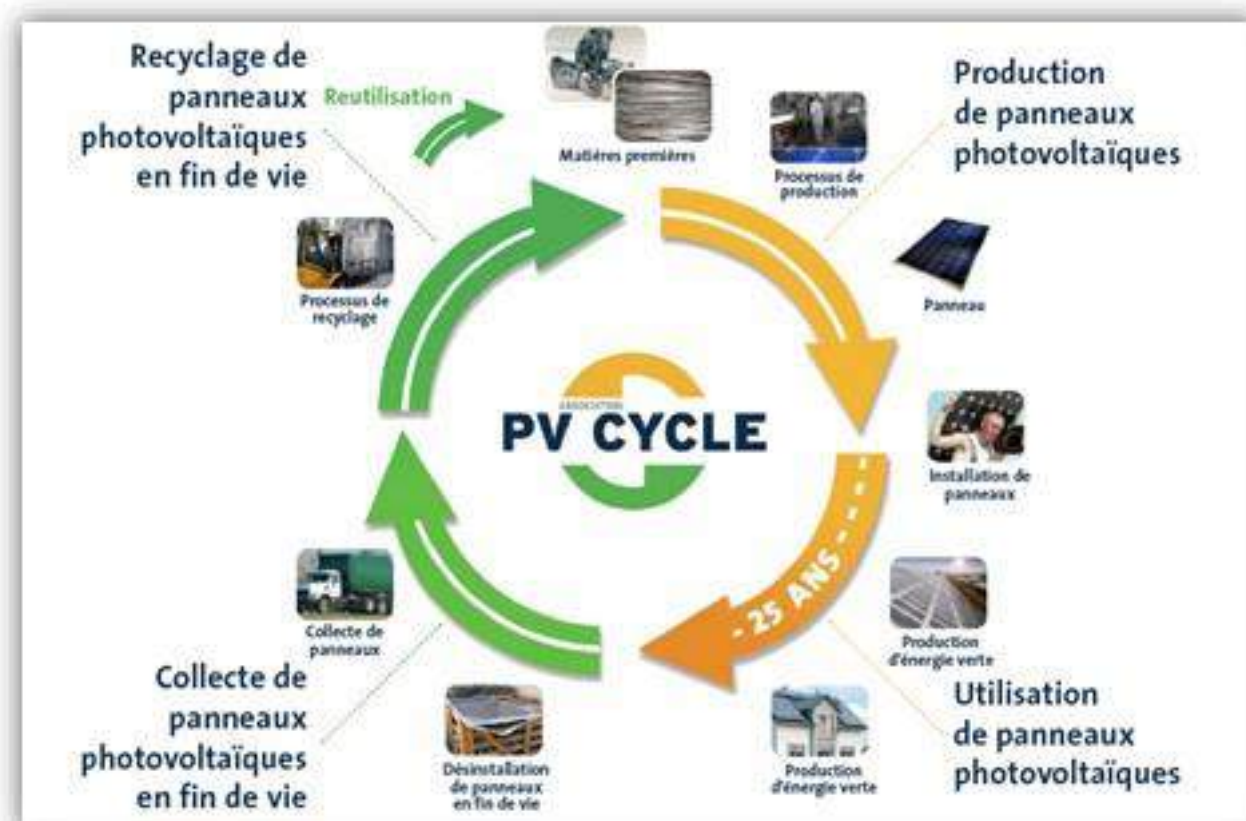 Recyclage de
panneaux
photovoltaïques
en fin de vie
Reutilisation
Matières premières
Processus de
production
Production
de panneaux
photovoltaïques
Panneau
Installation de
panneaux
Production
d'énergie verte
- 25 ANS -
Utilisation
de panneaux
photovoltaïques
Production
d'énergie verte
Désinstallation
de panneaux
en fin de vie
Collecte de
panneaux
Collecte de
panneaux
photovoltaïques
en fin de vie
Processus de
recyclage
ASSOCIATION
PV CYCLE